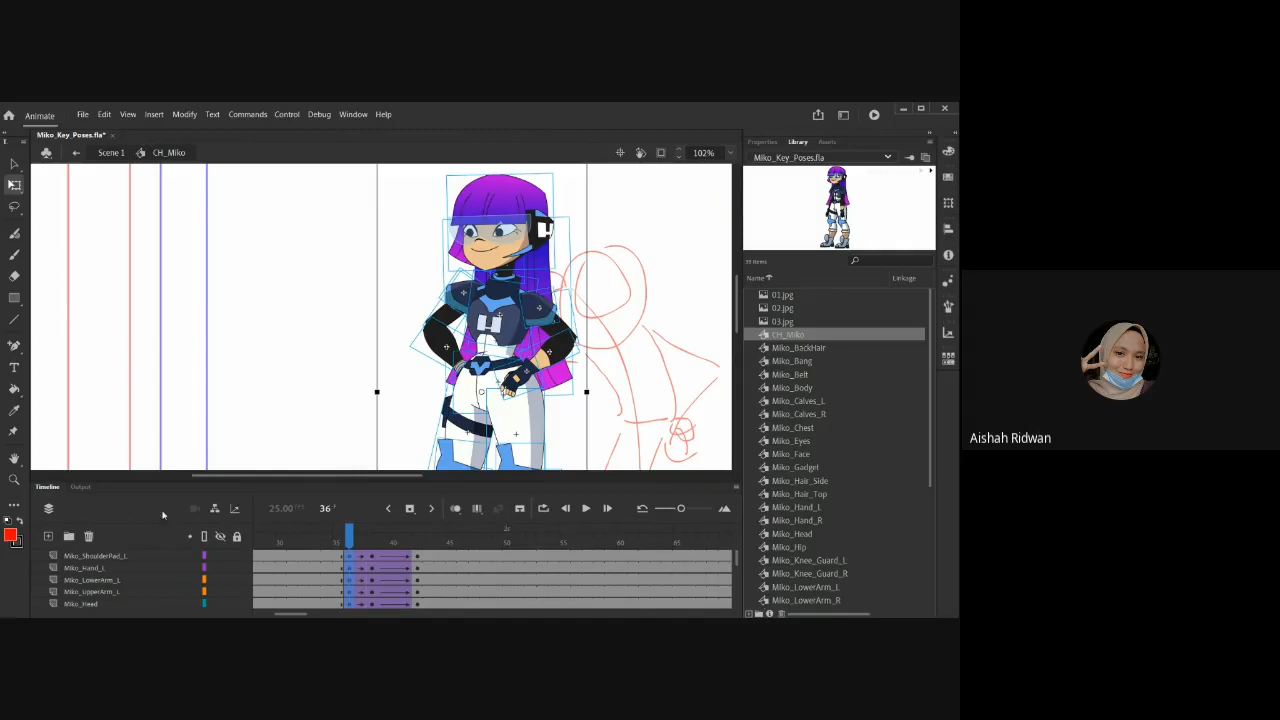 Animate File Edit View Insert Modify Text Commands Control Debug Window Help
Miko_Key_Poses.fla*
Scene 1 CH_Miko 102%
H
H
Properties Library Assets
Miko_Key_Poses.fla
Name Linkage
01.jpg
02.jpg
03.jpg
CH_Miko
Miko_BackHair
Miko_Bang
Miko_Belt
Miko_Body
Miko_Calves_L
Miko_Calves_R
Miko_Chest
Miko_Eyes
Miko_Face
Miko_Gadget
Miko_Hair_Side
Miko_Hair_Top
Miko_Hand_L
Miko_Hand_R
Miko_Head
Miko_Hip
Miko_Knee_Guard_L
Miko_Knee_Guard_R
Miko_LowerArm_L
Miko_LowerArm_R
Timeline Output
25.00 FPS 36
2s
30 35 40 45 50 55 60 65
Miko_ShoulderPad_L
Miko_Hand_L
Miko_LowerArm_L
Miko_UpperArm_L
Miko_Head
Aishah Ridwan